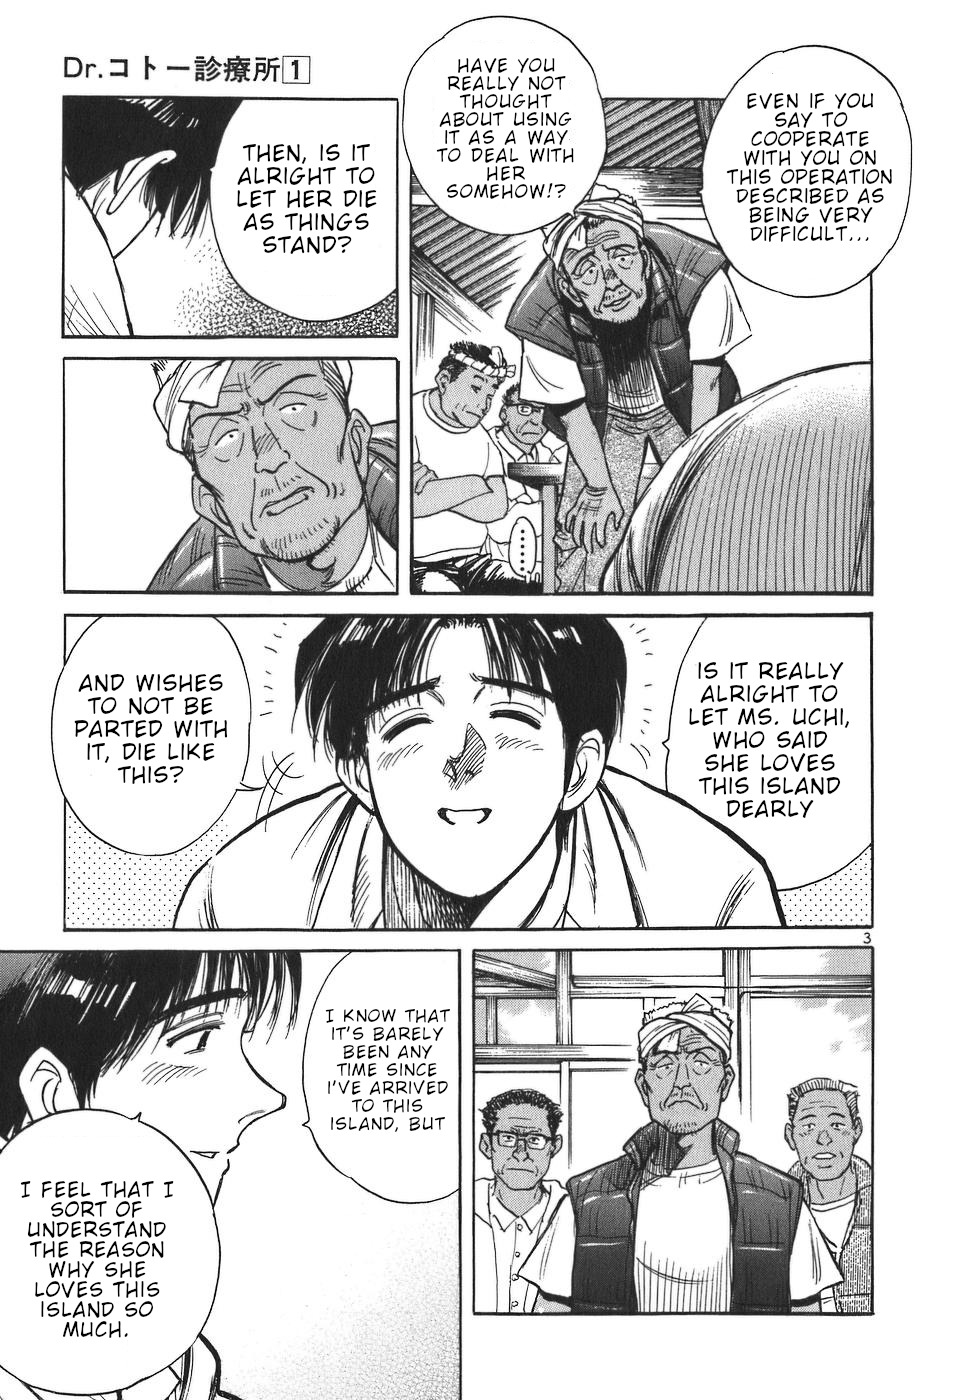 Dr.コトー診療所1
EVEN IF YOU
SAY TO
COOPERATE
WITH YOU ON
THIS OPERATION
DESCRIBED AS
BEING VERY
DIFFICULT...
HAVE YOU
REALLY NOT
THOUGHT
ABOUT USING
IT AS A WAY
TO DEAL WITH
HER
SOMEHOW!?
......
THEN, IS IT
ALRIGHT TO
LET HER DIE
AS THINGS
STAND?
IS IT REALLY
ALRIGHT TO
LET MS. UCHI,
WHO SAID
SHE LOVES
THIS ISLAND
DEARLY
AND WISHES
TO NOT BE
PARTED WITH
IT, DIE LIKE
THIS?
3
I KNOW THAT
IT'S BARELY
BEEN ANY
TIME SINCE
I'VE ARRIVED
TO THIS
ISLAND, BUT
I FEEL THAT I
SORT OF
UNDERSTAND
THE REASON
WHY SHE
LOVES THIS
ISLAND SO
MUCH.